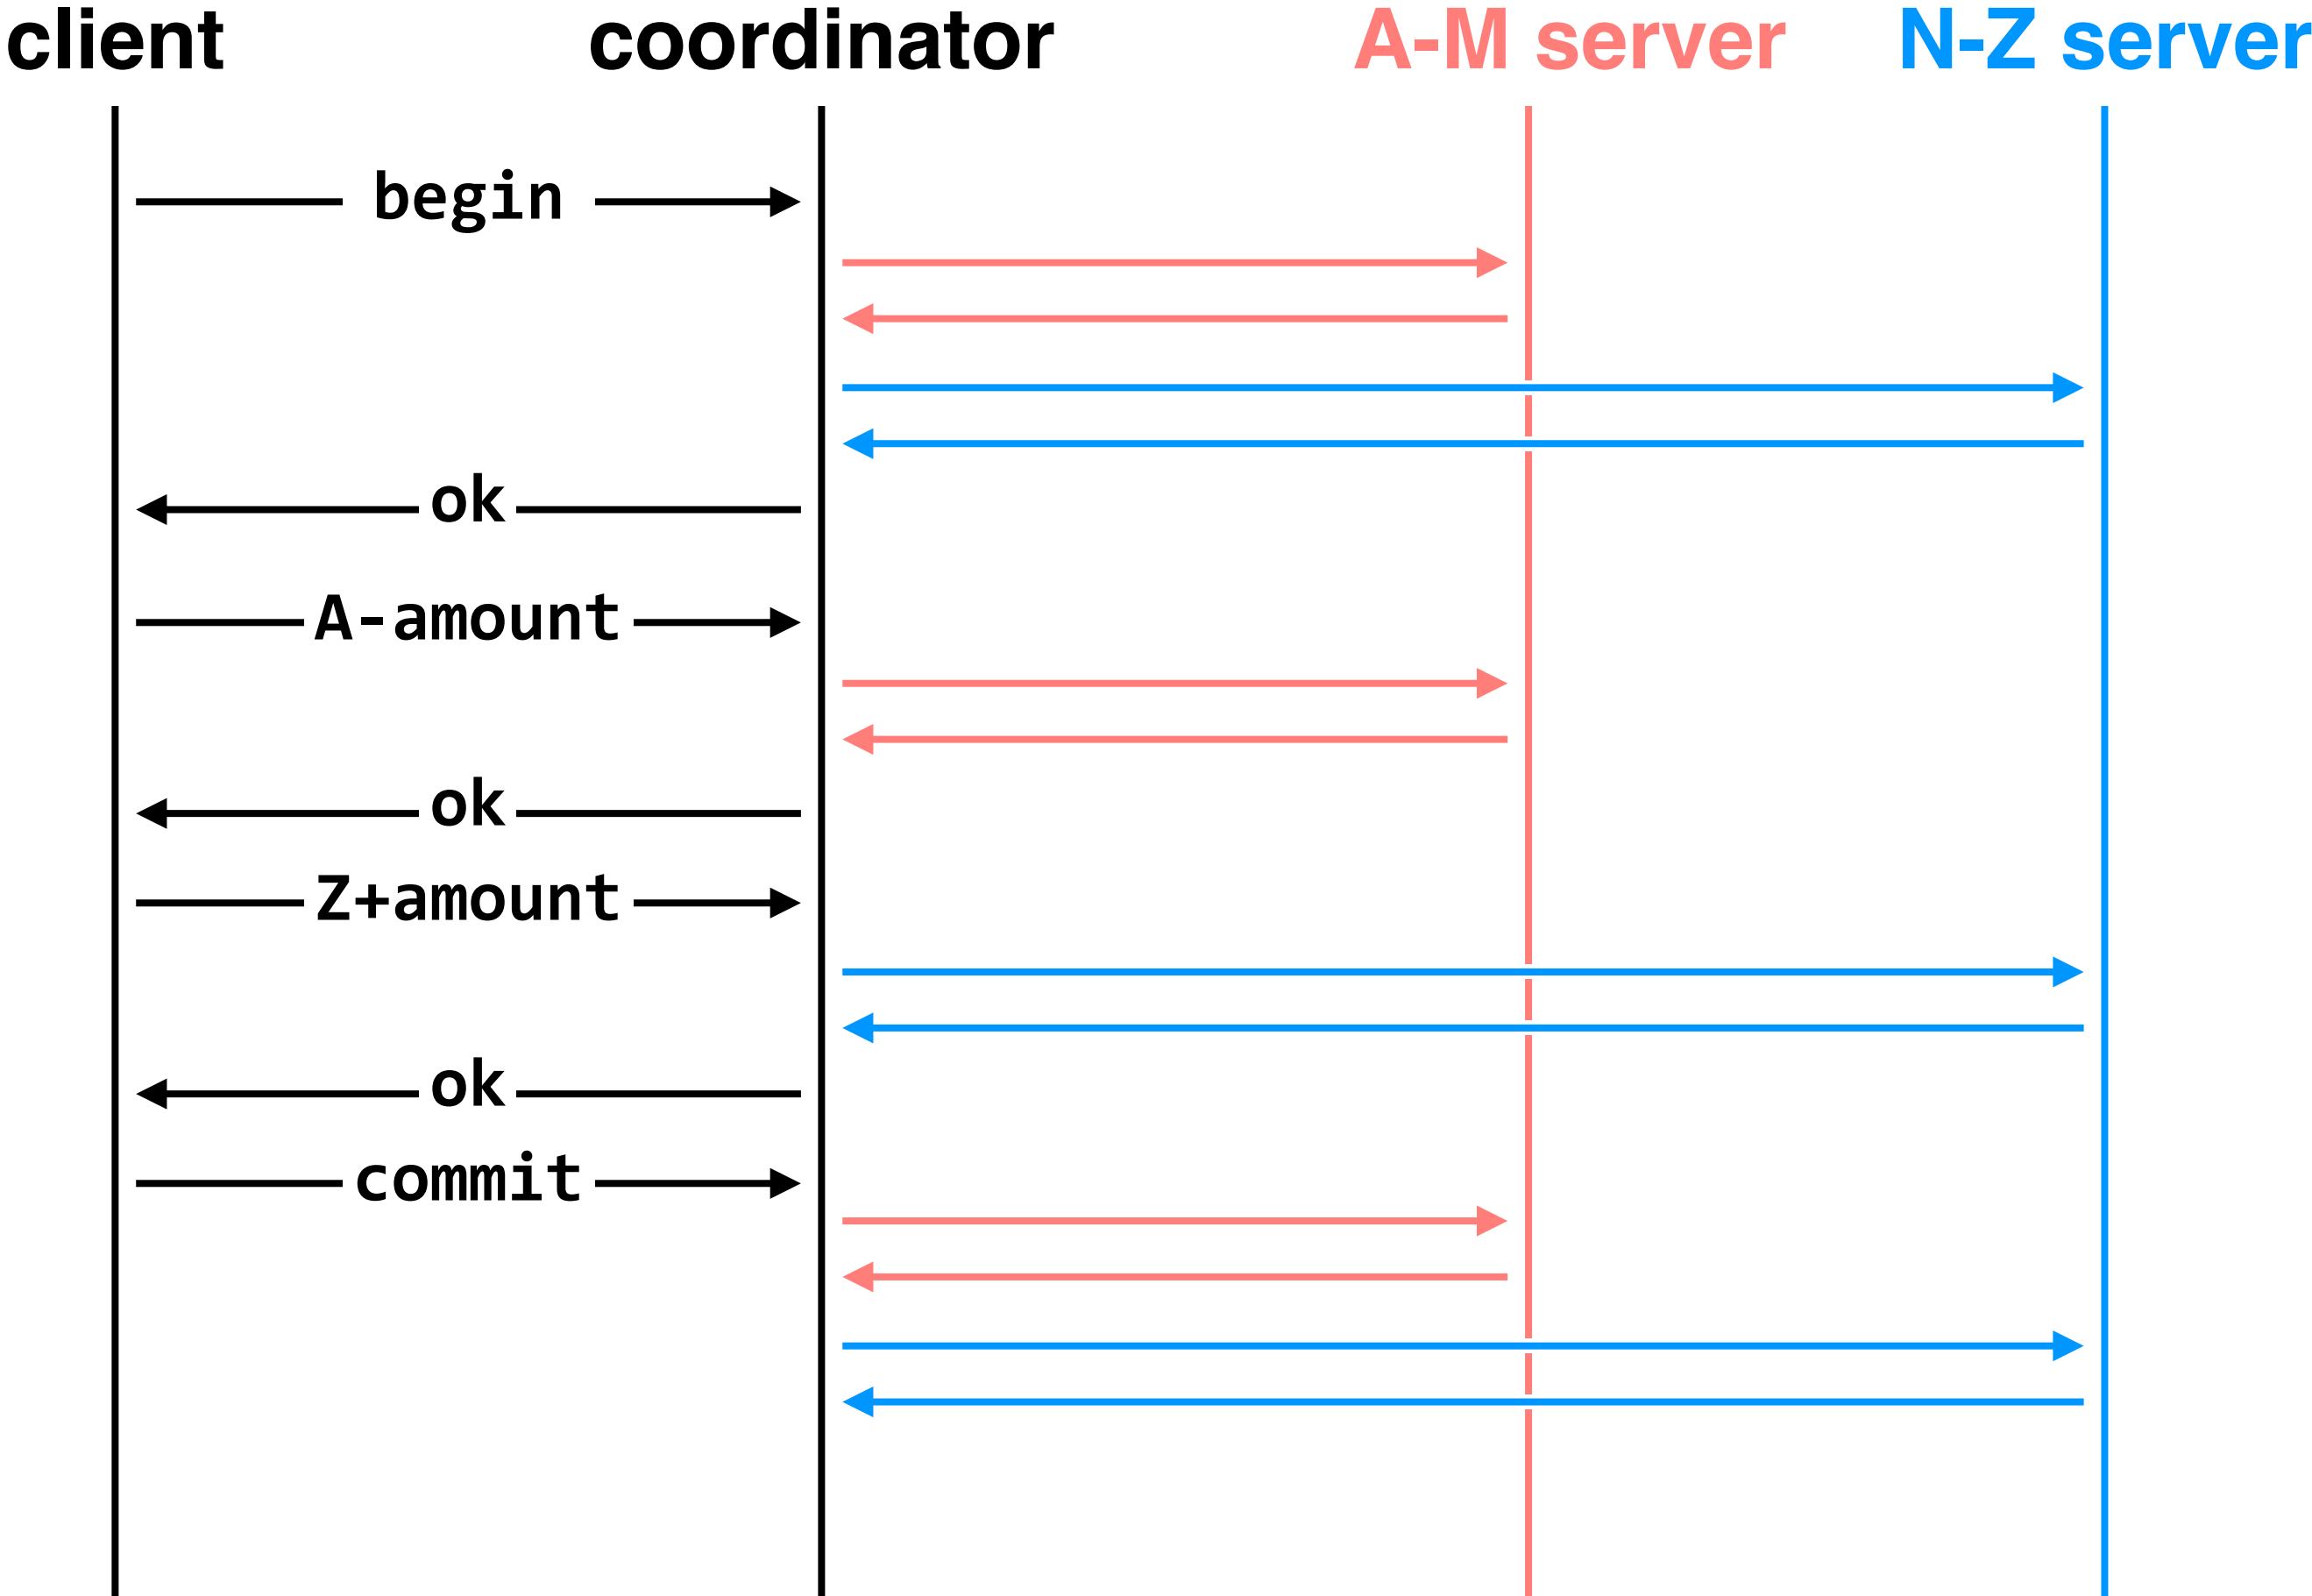 client coordinator A-M server N-Z server
begin
ok
A-amount
ok
Z+amount
ok
commit